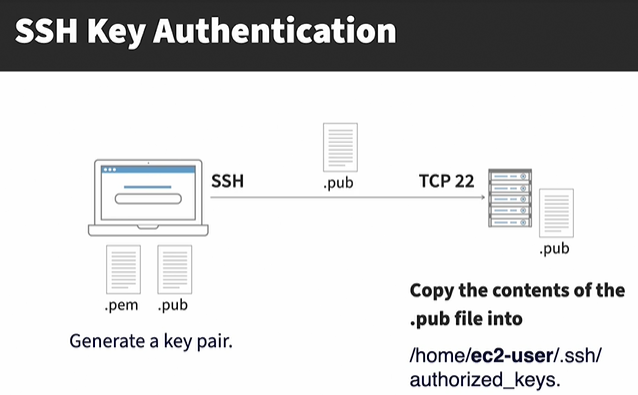 SSH Key Authentication
SSH
.pub
TCP 22
.pub
.pem
.pub
Generate a key pair.
Copy the contents of the
.pub file into
/home/ec2-user/.ssh/
authorized_keys.